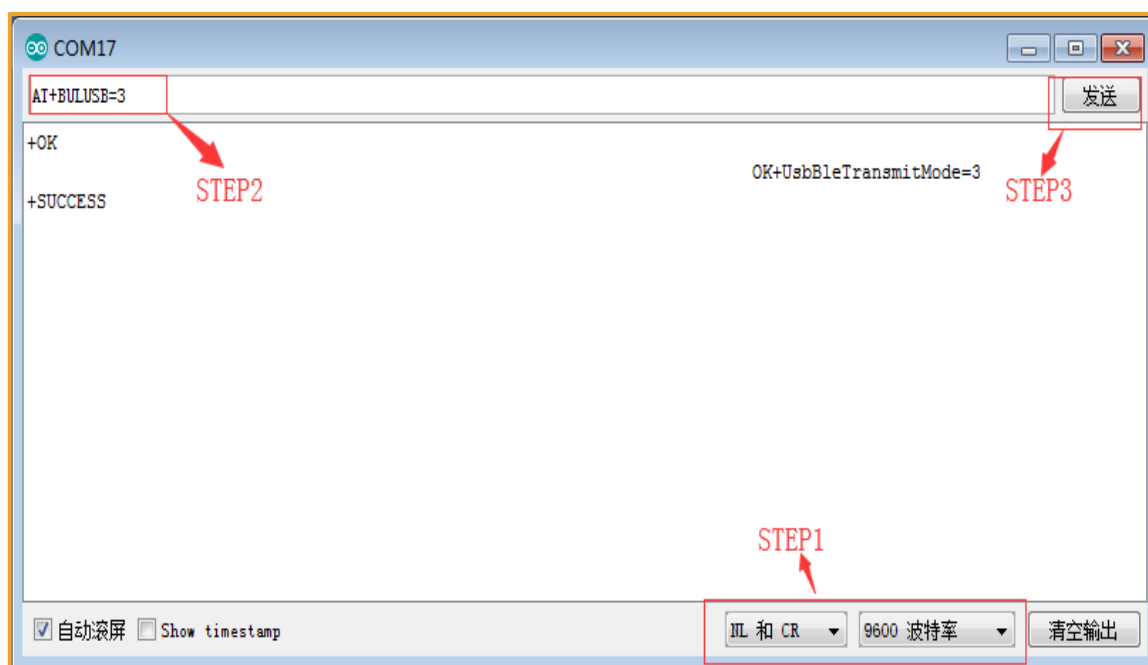 COM17
AI+BULUSB=3
发送
+OK
OK+UsbBleTransmitMode=3
+SUCCESS
STEP2
STEP3
STEP1
自动滚屏 Show timestamp NL 和 CR 9600 波特率 清空输出